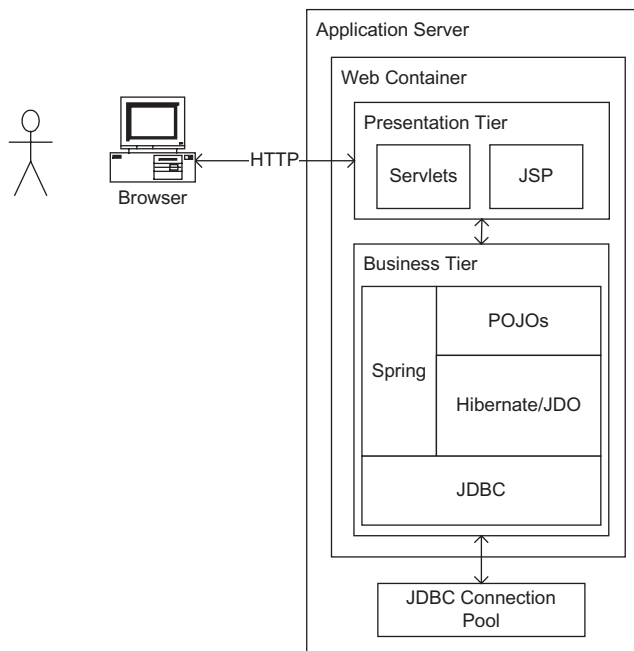 Application Server
Web Container
Presentation Tier
Servlets
JSP
HTTP
Browser
Business Tier
POJOs
Spring
Hibernate/JDO
JDBC
JDBC Connection
Pool